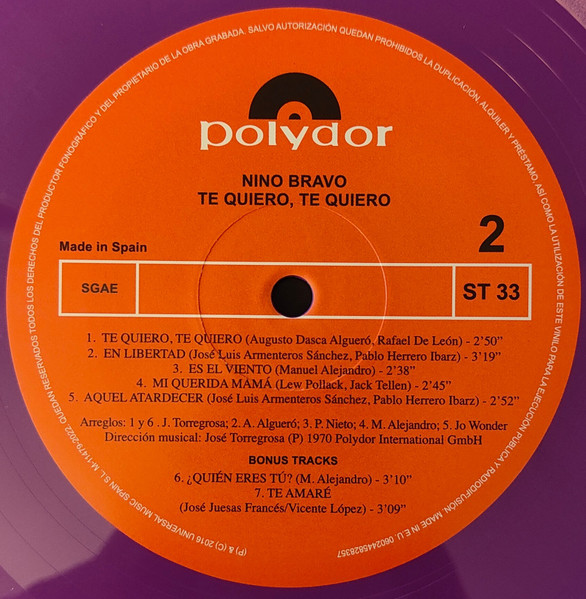 polydor
NINO BRAVO
TE QUIERO, TE QUIERO
2
Made in Spain
SGAE
ST 33
1. TE QUIERO, TE QUIERO (Augusto Dasca Algueró, Rafael De León) - 2'50"
2. EN LIBERTAD (José Luis Armenteros Sánchez, Pablo Herrero Ibarz) - 3'19"
3. ES EL VIENTO (Manuel Alejandro) - 2'38"
4. MI QUERIDA MAMÁ (Lew Pollack, Jack Tellen) - 2'45"
5. AQUEL ATARDECER (José Luis Armenteros Sánchez, Pablo Herrero Ibarz) - 2'52"
Arreglos: 1 y 6 . J. Torregrosa; 2. A. Algueró; 3. P. Nieto; 4. M. Alejandro; 5. Jo Wonder
Dirección musical: José Torregrosa (P) 1970 Polydor International GmbH
BONUS TRACKS
6. ¿QUIÉN ERES TÚ? (M. Alejandro) - 3'10"
7. TE AMARÉ
(José Juesas Francés/Vicente López) - 3'09"
(P) & (C) 2016 UNIVERSAL MUSIC SPAIN S.L. M-11479-2022. QUEDAN RESERVADOS TODOS LOS DERECHOS DEL PRODUCTOR FONOGRÁFICO Y DEL PROPIETARIO DE LA OBRA GRABADA. SALVO AUTORIZACIÓN QUEDAN PROHIBIDOS LA DUPLICACIÓN, ALQUILER Y PRÉSTAMO, ASÍ COMO LA UTILIZACIÓN DE ESTE VINILO PARA LA EJECUCIÓN PÚBLICA Y RADIODIFUSIÓN. MADE IN E.U. 0602445828357